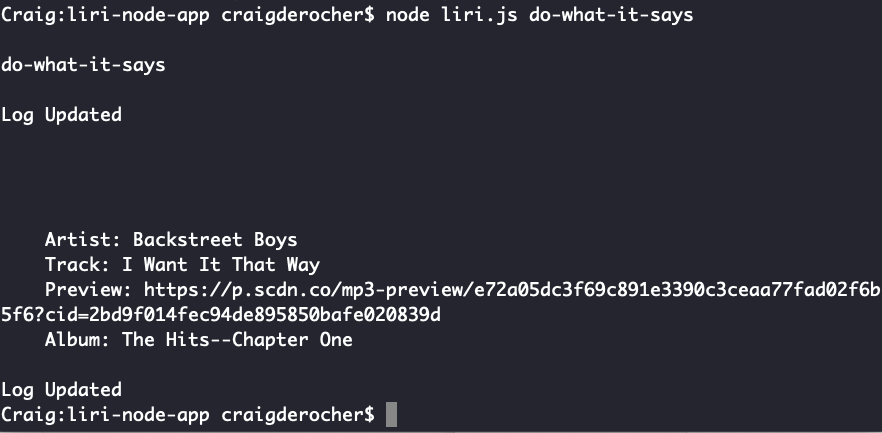 Craig:liri-node-app craigderocher$ node liri.js do-what-it-says
do-what-it-says
Log Updated
Artist: Backstreet Boys
Track: I Want It That Way
Preview: https://p.scdn.co/mp3-preview/e72a05dc3f69c891e3390c3ceaa77fad02f6b
5f6?cid=2bd9f014fec94de895850bafe020839d
Album: The Hits--Chapter One
Log Updated
Craig:liri-node-app craigderocher$